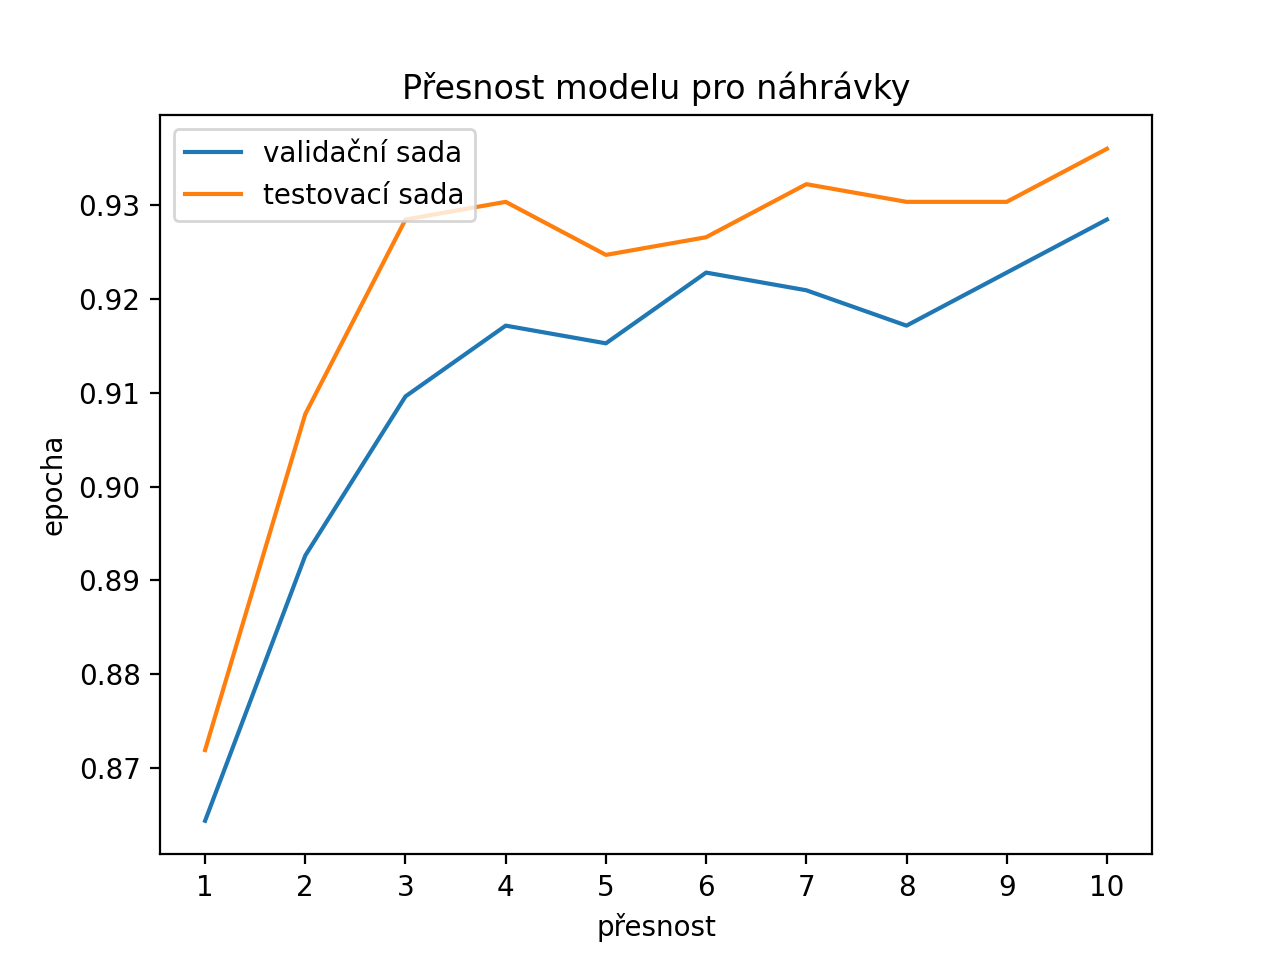 Přesnost modelu pro náhrávky
validační sada
testovací sada
0.93
0.92
0.91
0.90
0.89
0.88
0.87
epocha
1 2 3 4 5 6 7 8 9 10
přesnost